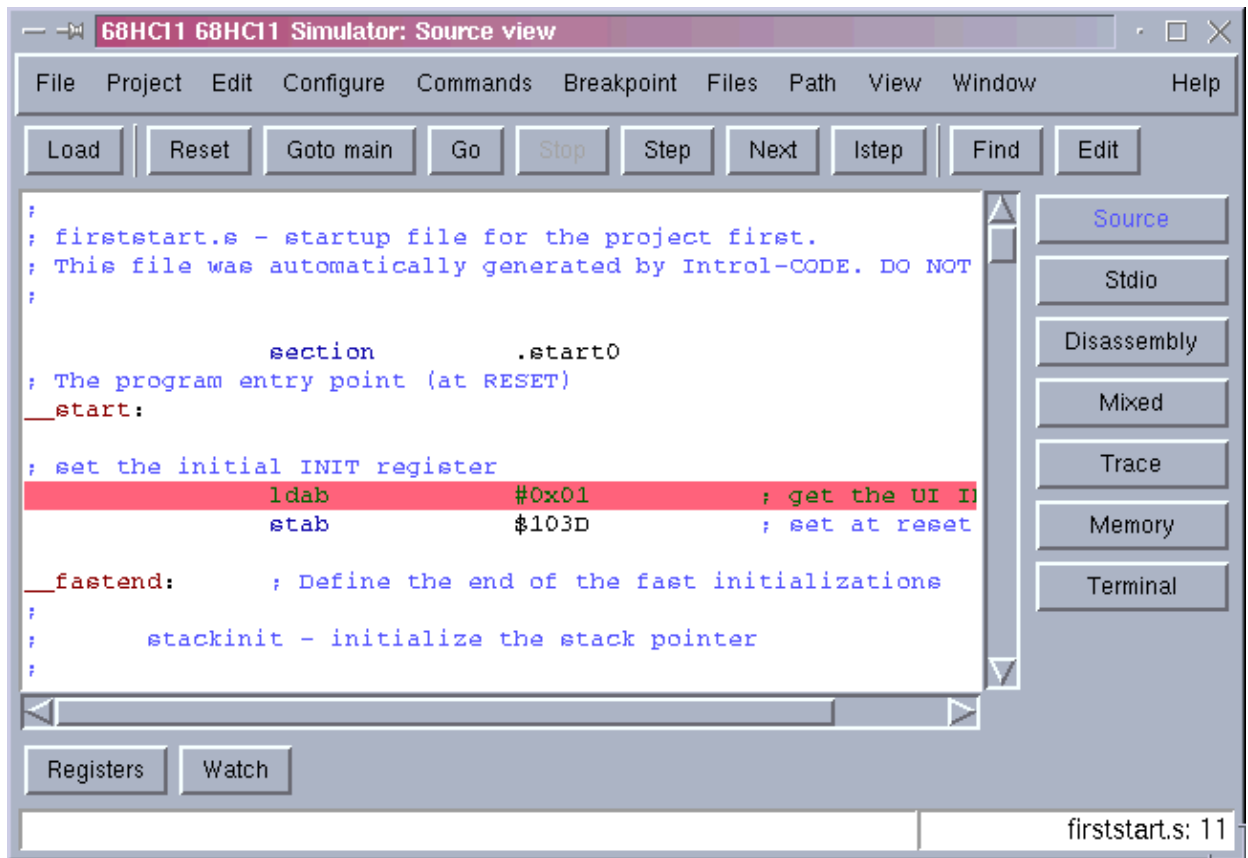 68HC11 68HC11 Simulator: Source view
File Project Edit Configure Commands Breakpoint Files Path View Window Help
Load Reset Goto main Go Stop Step Next Istep Find Edit
;
; firststart.s - startup file for the project first.
; This file was automatically generated by Introl-CODE. DO NOT
;
section .start0
; The program entry point (at RESET)
__start:
; set the initial INIT register
ldab #0x01 ; get the UI
stab $103D ; set at reset
__fastend: ; Define the end of the fast initializations
;
; stackinit - initialize the stack pointer
;
Source
Stdio
Disassembly
Mixed
Trace
Memory
Terminal
Registers Watch
firststart.s: 11